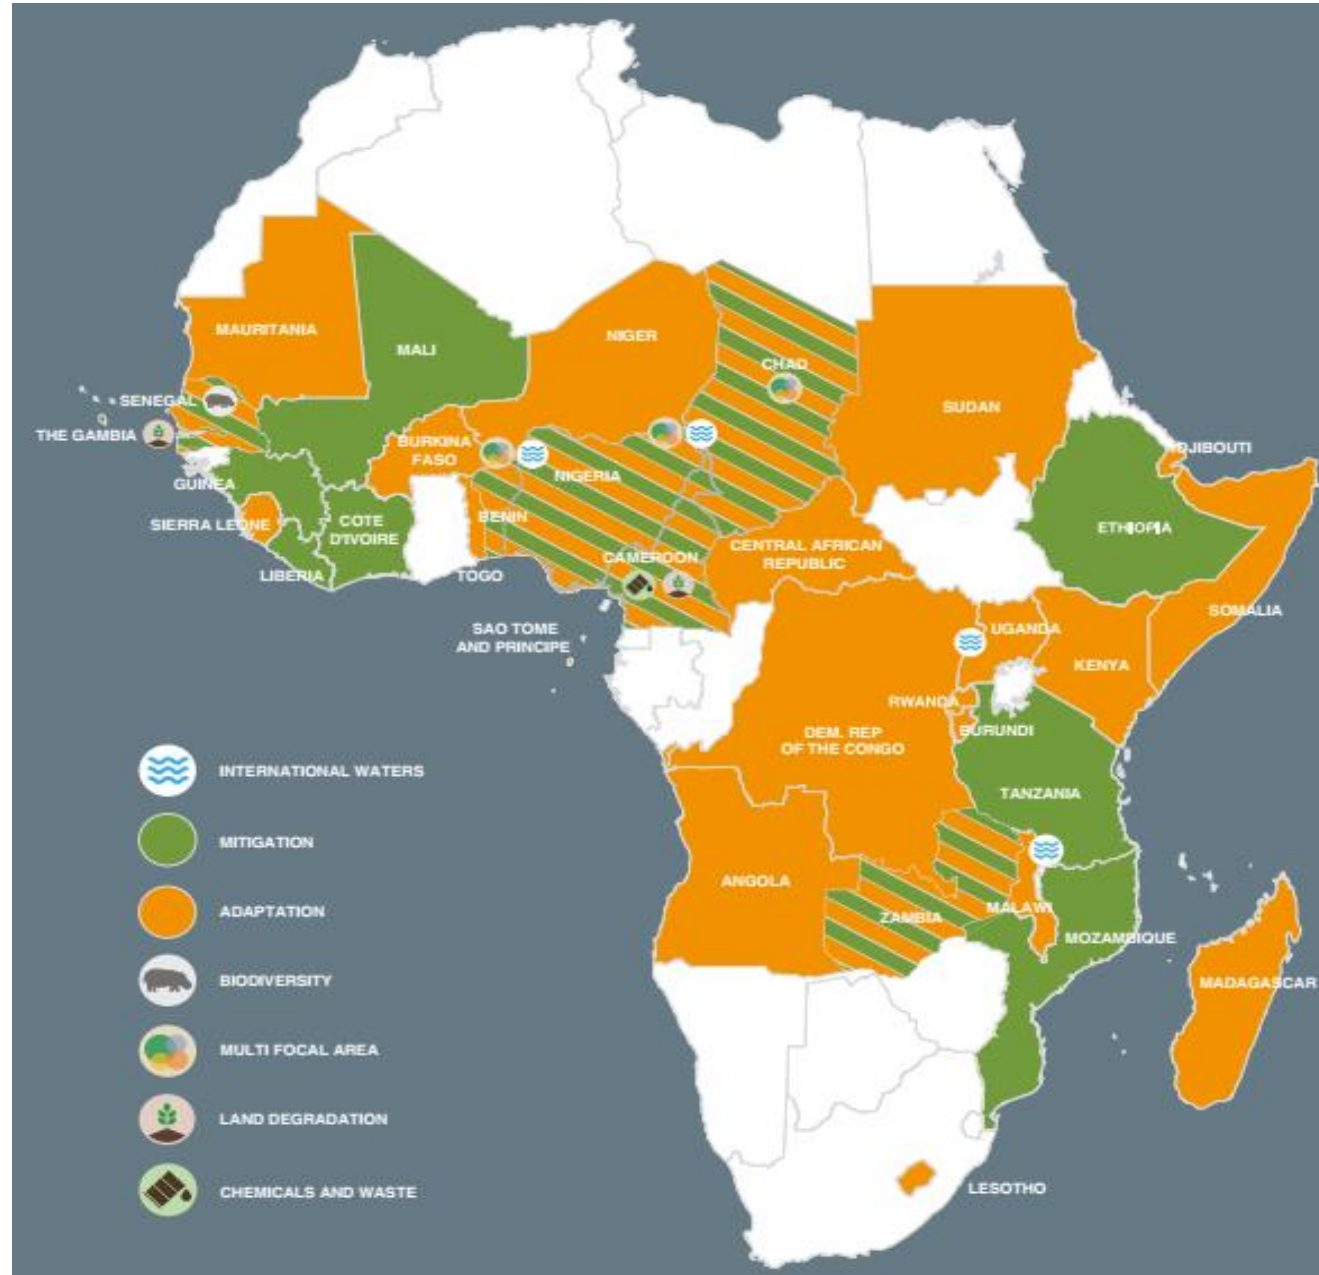 MAURITANIA
NIGER
MALI
CHAD
SENEGAL
SUDAN
THE GAMBIA
BURKINA
FASO
DJIBOUTI
NIGERIA
GUINEA
BENIN
SIERRA LEONE
COTE
D'IVOIRE
ETHIOPIA
CENTRAL AFRICAN
REPUBLIC
CAMEROON
LIBERIA
TOGO
SOMALIA
SAO TOME
AND PRINCIPE
UGANDA
KENYA
RWANDA
BURUNDI
DEM. REP
OF THE CONGO
INTERNATIONAL WATERS
TANZANIA
MITIGATION
ANGOLA
ADAPTATION
ZAMBIA
MALAWI
MOZAMBIQUE
BIODIVERSITY
MADAGASCAR
MULTI FOCAL AREA
LAND DEGRADATION
CHEMICALS AND WASTE
LESOTHO